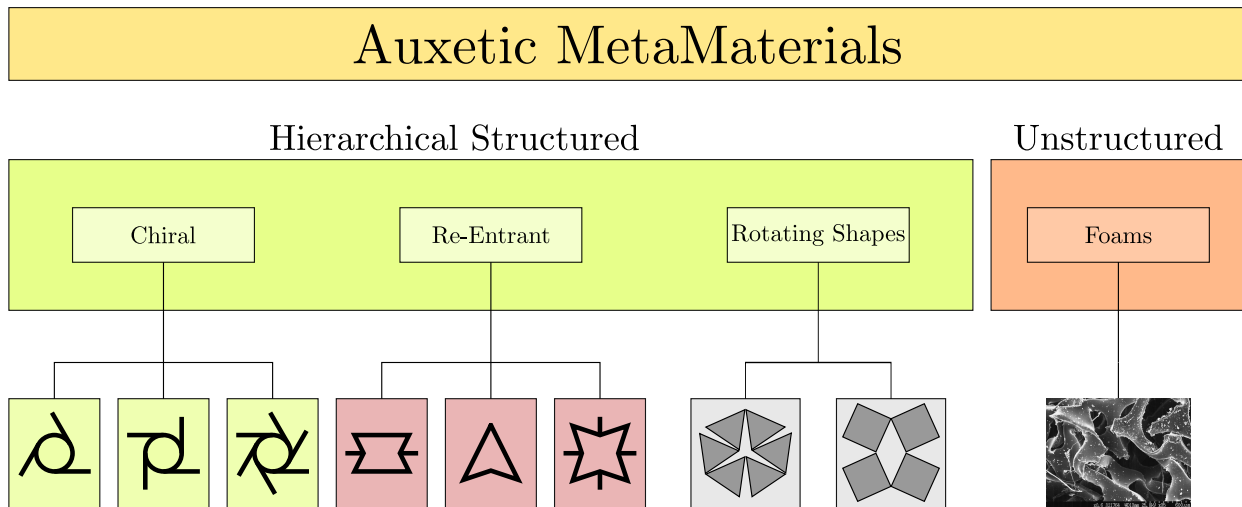 Auxetic MetaMaterials
Hierarchical Structured
Unstructured
Chiral
Re-Entrant
Rotating Shapes
Foams